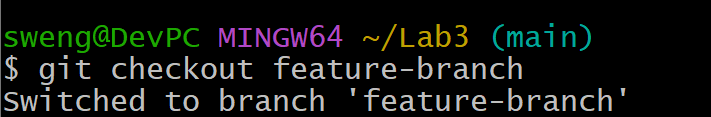 sweng@DevPC MINGW64 ~/Lab3 (main)
$ git checkout feature-branch
Switched to branch 'feature-branch'